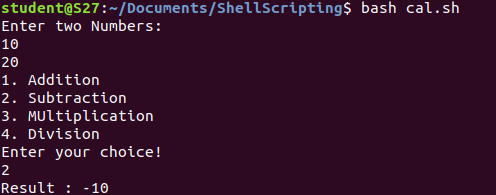 student@S27:~/Documents/ShellScripting$ bash cal.sh
Enter two Numbers:
10
20
1. Addition
2. Subtraction
3. MUltiplication
4. Division
Enter your choice!
2
Result : -10